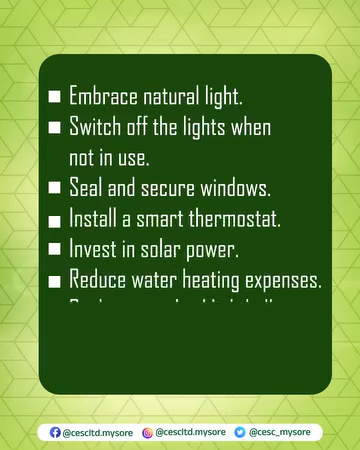 Embrace natural light.
Switch off the lights when
not in use.
Seal and secure windows.
Install a smart thermostat.
Invest in solar power.
Reduce water heating expenses.
@cescltd.mysore @cescltd.mysore @cesc_mysore